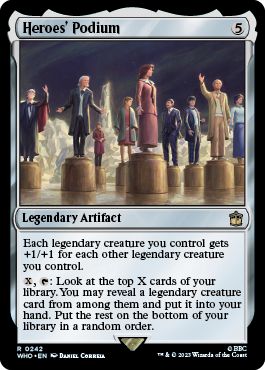 Heroes' Podium 5
Legendary Artifact
Each legendary creature you control gets
+1/+1 for each other legendary creature
you control.
X, T: Look at the top X cards of your
library. You may reveal a legendary creature
card from among them and put it into your
hand. Put the rest on the bottom of your
library in a random order.
R 0242
WHO • EN Daniel Correia
© BBC
™ & © 2023 Wizards of the Coast